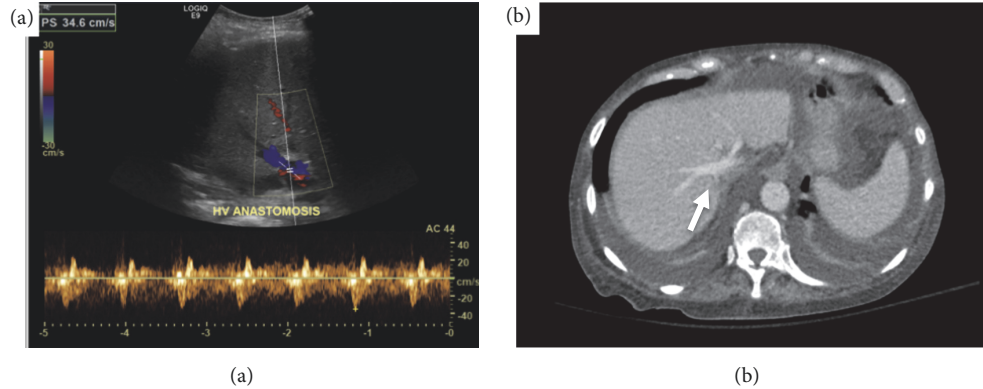 (a)
PS 34.6 cm/s
LOGIQ
E9
30
-30
cm/s
HV ANASTOMOSIS
AC 44
40
20
cm/s
-20
-40
-5
-4
-3
-2
-1
-0
(b)
(a)
(b)